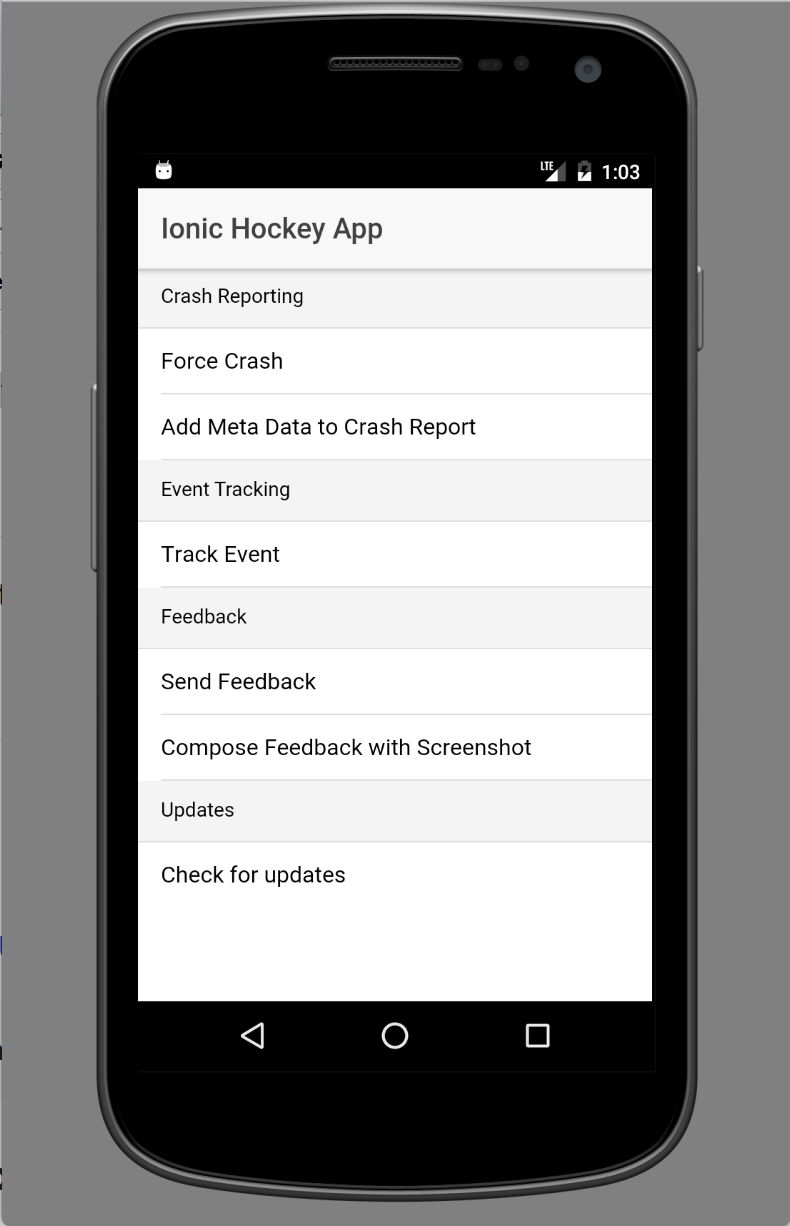 LTE 1:03
Ionic Hockey App
Crash Reporting
Force Crash
Add Meta Data to Crash Report
Event Tracking
Track Event
Feedback
Send Feedback
Compose Feedback with Screenshot
Updates
Check for updates